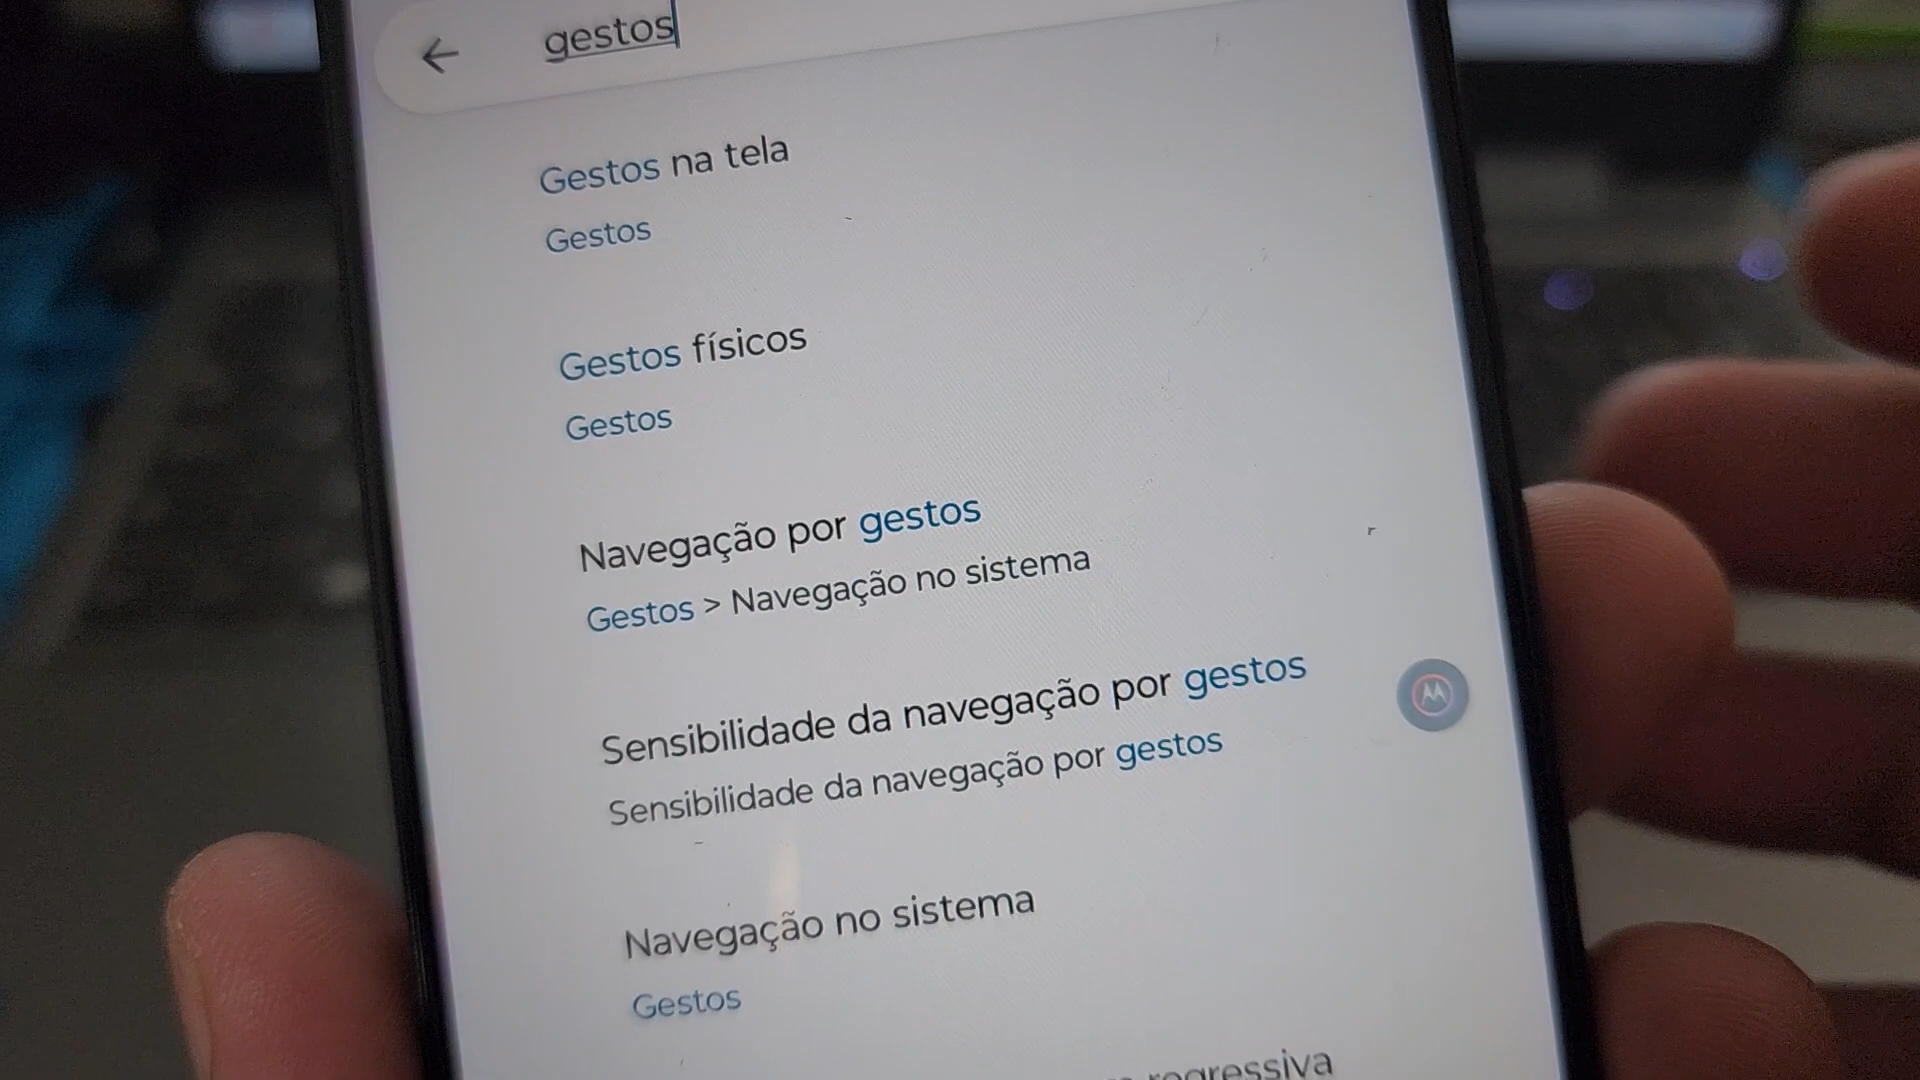 gestos
Gestos na tela
Gestos
Gestos físicos
Gestos
Navegação por gestos
Gestos > Navegação no sistema
Sensibilidade da navegação por gestos
Sensibilidade da navegação por gestos
Navegação no sistema
Gestos
regressiva